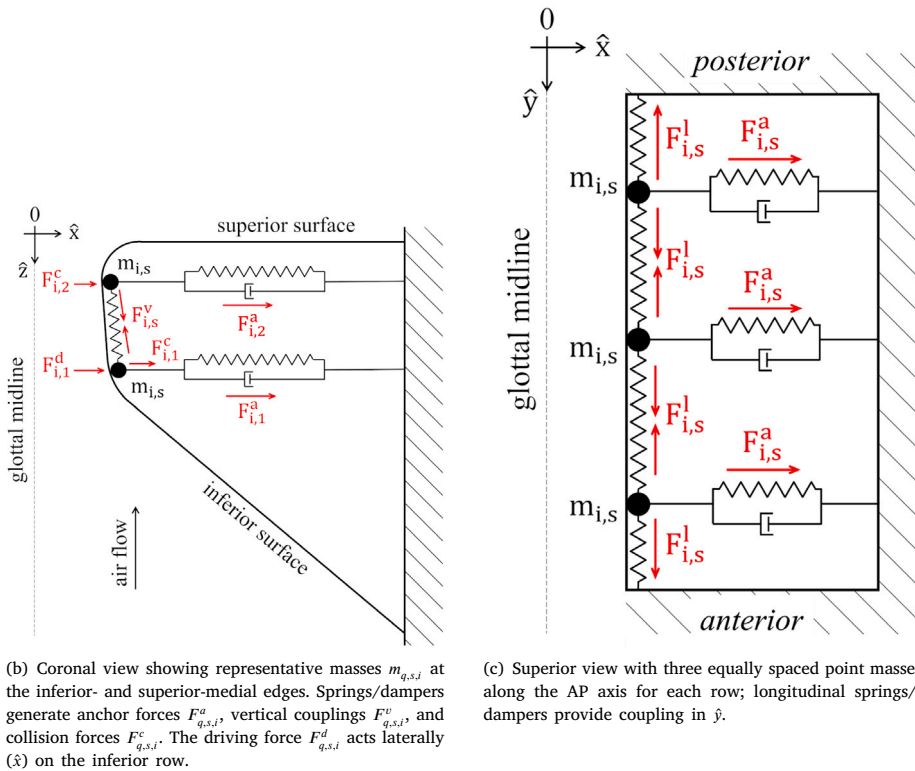 0
x̂
ẑ
superior surface
m_{i,s}
F^c_{i,2}
F^v_{i,s}
F^a_{i,2}
F^c_{i,1}
F^d_{i,1}
m_{i,s}
F^a_{i,1}
glottal midline
air flow
inferior surface
(b) Coronal view showing representative masses m_{q,s,i} at
the inferior- and superior-medial edges. Springs/dampers
generate anchor forces F^a_{q,s,i}, vertical couplings F^v_{q,s,i}, and
collision forces F^c_{q,s,i}. The driving force F^d_{q,s,i} acts laterally
(x̂) on the inferior row.
0
x̂
ŷ
posterior
F^l_{i,s}
F^a_{i,s}
m_{i,s}
F^l_{i,s}
F^a_{i,s}
m_{i,s}
glottal midline
F^l_{i,s}
F^a_{i,s}
m_{i,s}
F^l_{i,s}
anterior
(c) Superior view with three equally spaced point masse
along the AP axis for each row; longitudinal springs/
dampers provide coupling in ŷ.